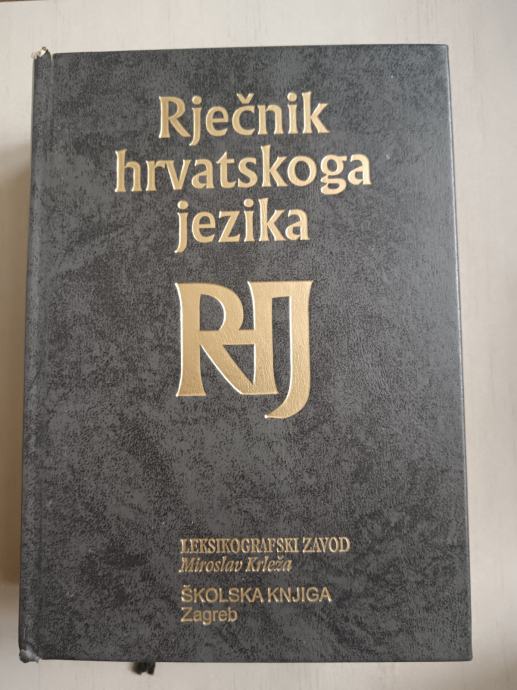 Rječnik
hrvatskoga
jezika
RHJ
LEKSIKOGRAFSKI ZAVOD
Miroslav Krleža
ŠKOLSKA KNJIGA
Zagreb